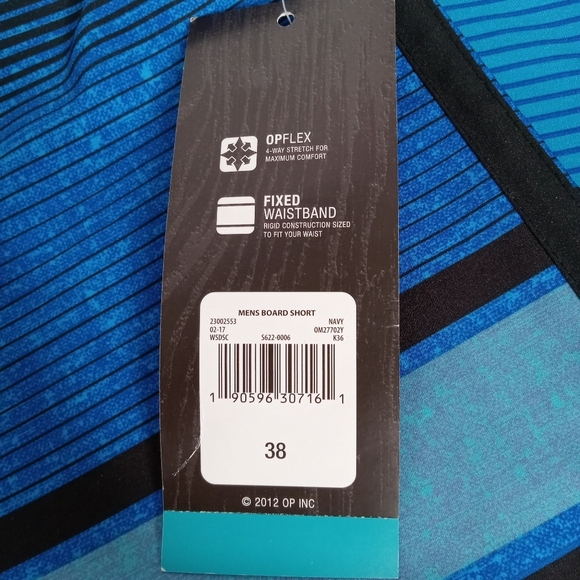 OPFLEX
4-WAY STRETCH FOR
MAXIMUM COMFORT
FIXED
WAISTBAND
RIGID CONSTRUCTION SIZED
TO FIT YOUR WAIST
MENS BOARD SHORT
23002553 NAVY
02-17 OM27702Y
WSDSC 5622-0006 K36
1 90596 30716 1
38
© 2012 OP INC